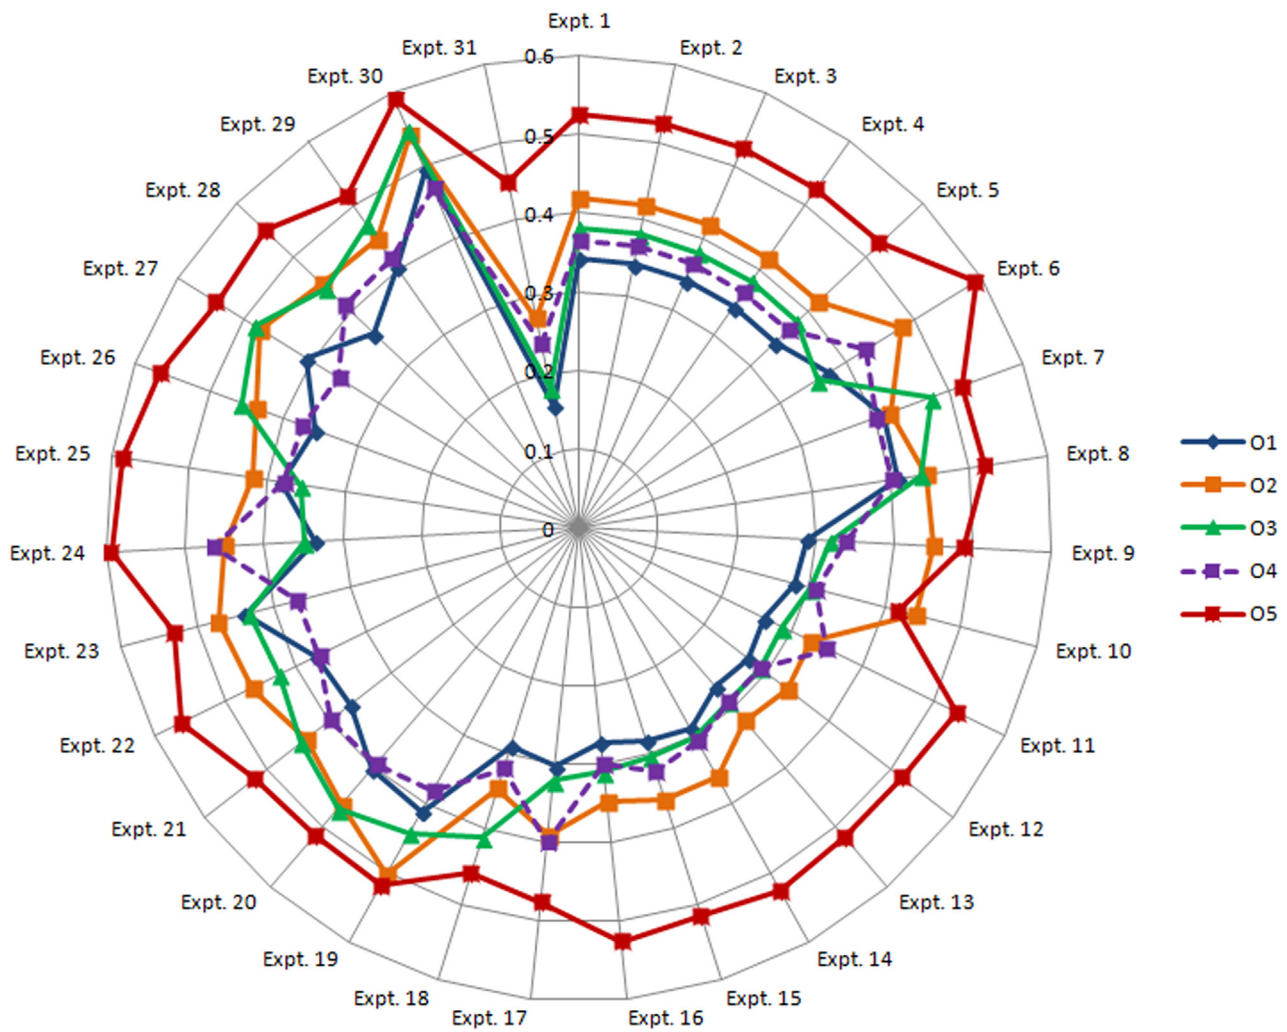 Expt. 1
Expt. 2
Expt. 3
Expt. 4
Expt. 5
Expt. 6
Expt. 7
Expt. 8
Expt. 9
Expt. 10
Expt. 11
Expt. 12
Expt. 13
Expt. 14
Expt. 15
Expt. 16
Expt. 17
Expt. 18
Expt. 19
Expt. 20
Expt. 21
Expt. 22
Expt. 23
Expt. 24
Expt. 25
Expt. 26
Expt. 27
Expt. 28
Expt. 29
Expt. 30
Expt. 31
0.6
0.5
0.4
0.3
0.2
0.1
0
O1
O2
O3
O4
O5